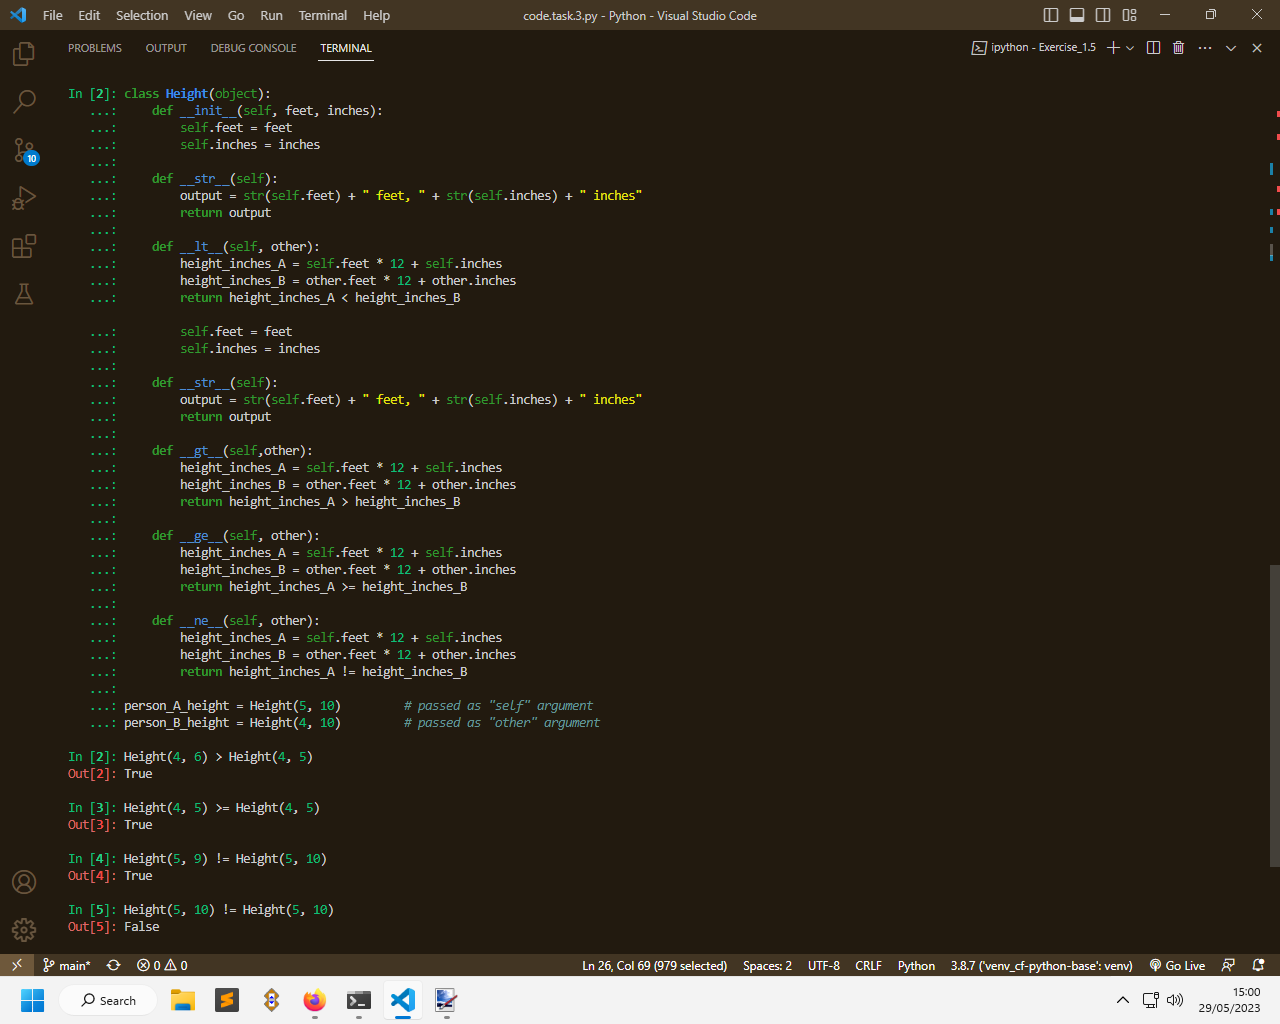 File Edit Selection View Go Run Terminal Help code.task.3.py - Python - Visual Studio Code
PROBLEMS OUTPUT DEBUG CONSOLE TERMINAL ipython - Exercise_1.5
In [2]: class Height(object):
...:     def __init__(self, feet, inches):
...:         self.feet = feet
...:         self.inches = inches
...:
...:     def __str__(self):
...:         output = str(self.feet) + " feet, " + str(self.inches) + " inches"
...:         return output
...:
...:     def __lt__(self, other):
...:         height_inches_A = self.feet * 12 + self.inches
...:         height_inches_B = other.feet * 12 + other.inches
...:         return height_inches_A < height_inches_B
...:         self.feet = feet
...:         self.inches = inches
...:
...:     def __str__(self):
...:         output = str(self.feet) + " feet, " + str(self.inches) + " inches"
...:         return output
...:
...:     def __gt__(self,other):
...:         height_inches_A = self.feet * 12 + self.inches
...:         height_inches_B = other.feet * 12 + other.inches
...:         return height_inches_A > height_inches_B
...:
...:     def __ge__(self, other):
...:         height_inches_A = self.feet * 12 + self.inches
...:         height_inches_B = other.feet * 12 + other.inches
...:         return height_inches_A >= height_inches_B
...:
...:     def __ne__(self, other):
...:         height_inches_A = self.feet * 12 + self.inches
...:         height_inches_B = other.feet * 12 + other.inches
...:         return height_inches_A != height_inches_B
...:
...: person_A_height = Height(5, 10)         # passed as "self" argument
...: person_B_height = Height(4, 10)         # passed as "other" argument
In [2]: Height(4, 6) > Height(4, 5)
Out[2]: True
In [3]: Height(4, 5) >= Height(4, 5)
Out[3]: True
In [4]: Height(5, 9) != Height(5, 10)
Out[4]: True
In [5]: Height(5, 10) != Height(5, 10)
Out[5]: False
10
main* 0 0 Ln 26, Col 69 (979 selected) Spaces: 2 UTF-8 CRLF Python 3.8.7 ('venv_cf-python-base': venv) Go Live
Search
15:00
29/05/2023